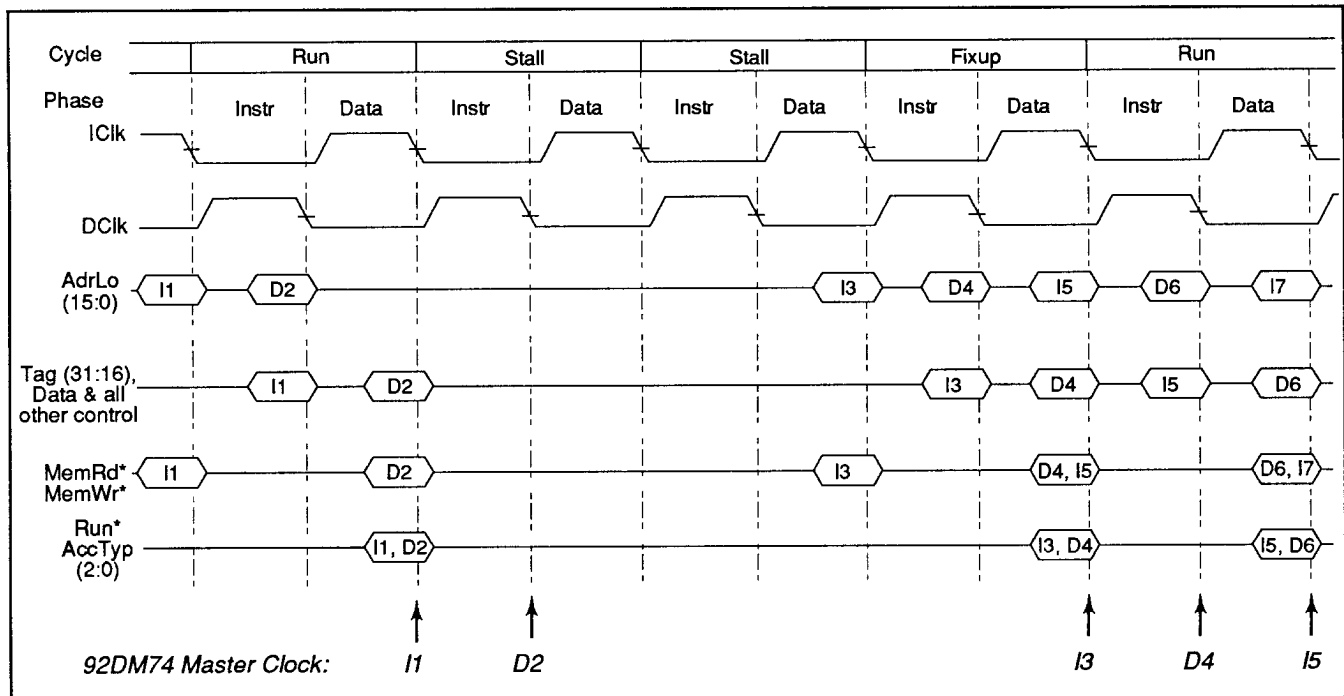 Cycle Run Stall Stall Fixup Run
Phase Instr Data Instr Data Instr Data Instr Data Instr Data
IClk
DClk
AdrLo
(15:0)
I1 D2 I3 D4 I5 D6 I7
Tag (31:16),
Data & all
other control
I1 D2 I3 D4 I5 D6
MemRd*
MemWr*
I1 D2 I3 D4, I5 D6, I7
Run*
AccTyp
(2:0)
I1, D2 I3, D4 I5, D6
92DM74 Master Clock: I1 D2 I3 D4 I5